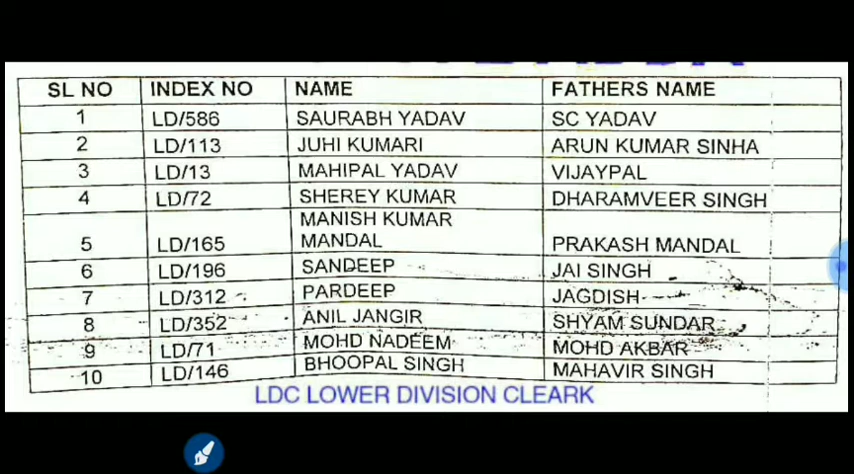 SL NO INDEX NO NAME FATHERS NAME
1 LD/586 SAURABH YADAV SC YADAV
2 LD/113 JUHI KUMARI ARUN KUMAR SINHA
3 LD/13 MAHIPAL YADAV VIJAYPAL
4 LD/72 SHEREY KUMAR DHARAMVEER SINGH
MANISH KUMAR
5 LD/165 MANDAL PRAKASH MANDAL
6 LD/196 SANDEEP JAI SINGH
7 LD/312 PARDEEP JAGDISH
8 LD/352 ANIL JANGIR SHYAM SUNDAR
9 LD/71 MOHD NADEEM MOHD AKBAR
10 LD/146 BHOOPAL SINGH MAHAVIR SINGH
LDC LOWER DIVISION CLEARK